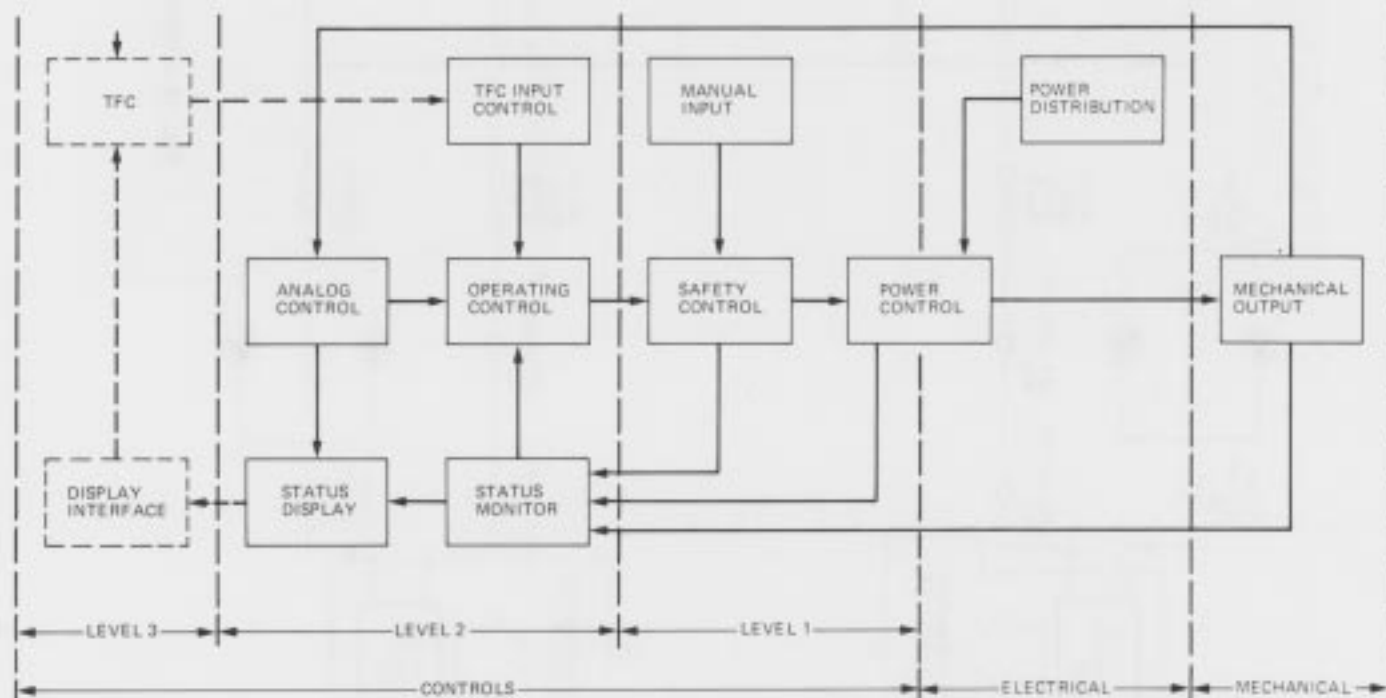 TFC
TFC INPUT
CONTROL
MANUAL
INPUT
POWER
DISTRIBUTION
ANALOG
CONTROL
OPERATING
CONTROL
SAFETY
CONTROL
POWER
CONTROL
MECHANICAL
OUTPUT
DISPLAY
INTERFACE
STATUS
DISPLAY
STATUS
MONITOR
LEVEL 3
LEVEL 2
LEVEL 1
CONTROLS
ELECTRICAL
MECHANICAL